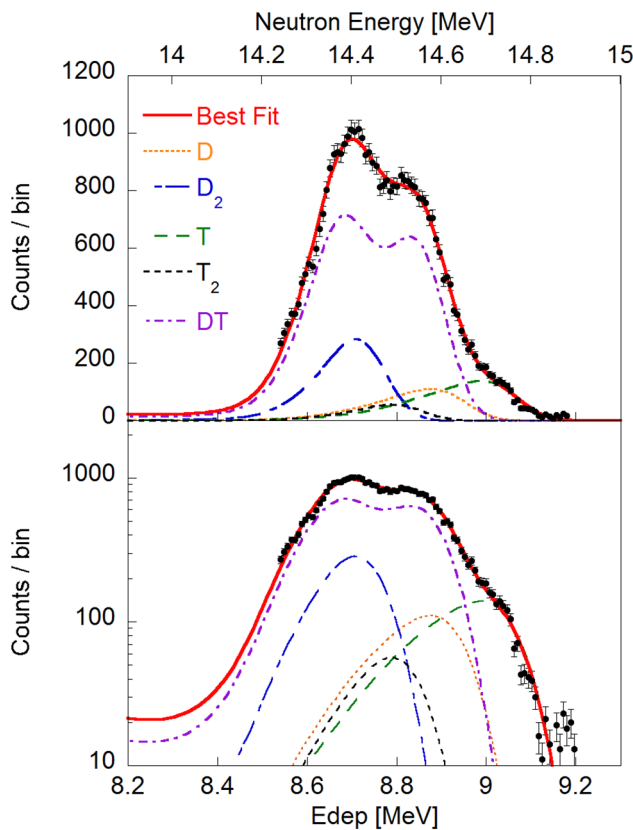 Neutron Energy [MeV]
14 14.2 14.4 14.6 14.8 15
1200
1000
800
600
400
200
0
Counts / bin
Best Fit
D
D₂
T
T₂
DT
1000
100
10
Counts / bin
8.2 8.4 8.6 8.8 9 9.2
Edep [MeV]